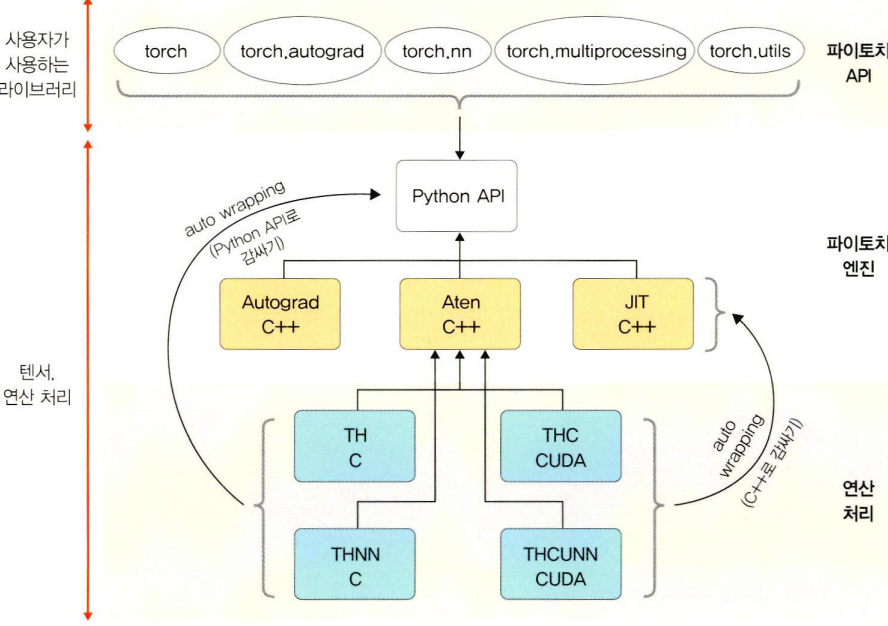 사용자가
사용하는
라이브러리
torch
torch.autograd
torch.nn
torch.multiprocessing
torch.utils
파이토치
API
Python API
auto wrapping
(Python API로
감싸기)
파이토치
엔진
Autograd
C++
Aten
C++
JIT
C++
텐서,
연산 처리
TH
C
THC
CUDA
auto
wrapping
(C++로 감싸기)
연산
처리
THNN
C
THCUNN
CUDA